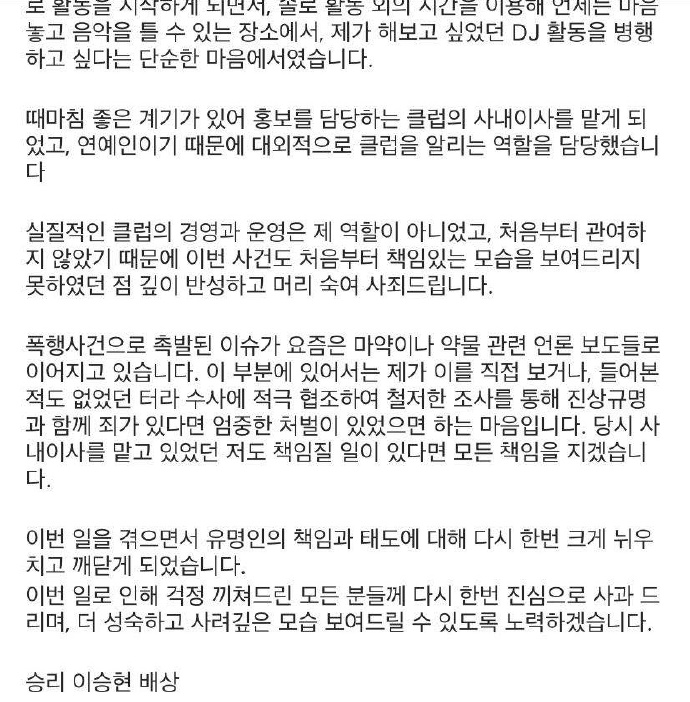 로 활동을 시작하게 되면서, 솔로 활동 외의 시간을 이용해 언제든 마음
놓고 음악을 틀 수 있는 장소에서, 제가 해보고 싶었던 DJ 활동을 병행
하고 싶다는 단순한 마음에서였습니다.
때마침 좋은 계기가 있어 홍보를 담당하는 클럽의 사내이사를 맡게 되
었고, 연예인이기 때문에 대외적으로 클럽을 알리는 역할을 담당했습니
다
실질적인 클럽의 경영과 운영은 제 역할이 아니었고, 처음부터 관여하
지 않았기 때문에 이번 사건도 처음부터 책임있는 모습을 보여드리지
못하였던 점 깊이 반성하고 머리 숙여 사죄드립니다.
폭행사건으로 촉발된 이슈가 요즘은 마약이나 약물 관련 언론 보도들로
이어지고 있습니다. 이 부분에 있어서는 제가 이를 직접 보거나, 들어본
적도 없었던 터라 수사에 적극 협조하여 철저한 조사를 통해 진상규명
과 함께 죄가 있다면 엄중한 처벌이 있었으면 하는 마음입니다. 당시 사
내이사를 맡고 있었던 저도 책임질 일이 있다면 모든 책임을 지겠습니
다.
이번 일을 겪으면서 유명인의 책임과 태도에 대해 다시 한번 크게 뉘우
치고 깨닫게 되었습니다.
이번 일로 인해 걱정 끼쳐드린 모든 분들께 다시 한번 진심으로 사과 드
리며, 더 성숙하고 사려깊은 모습 보여드릴 수 있도록 노력하겠습니다.
승리 이승현 배상